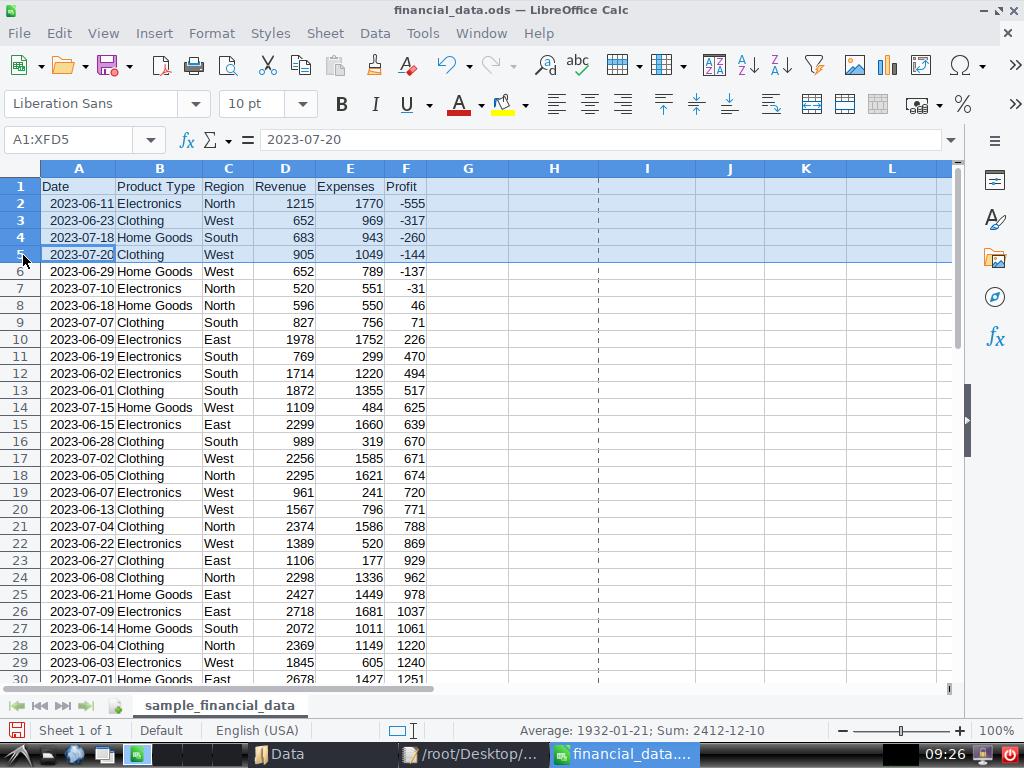 financial_data.ods — LibreOffice Calc
File Edit View Insert Format Styles Sheet Data Tools Window Help
Liberation Sans 10 pt
A1:XFD5 2023-07-20
A B C D E F G H I J K L
1 Date Product Type Region Revenue Expenses Profit
2 2023-06-11 Electronics North 1215 1770 -555
3 2023-06-23 Clothing West 652 969 -317
4 2023-07-18 Home Goods South 683 943 -260
5 2023-07-20 Clothing West 905 1049 -144
6 2023-06-29 Home Goods West 652 789 -137
7 2023-07-10 Electronics North 520 551 -31
8 2023-06-18 Home Goods North 596 550 46
9 2023-07-07 Clothing South 827 756 71
10 2023-06-09 Electronics East 1978 1752 226
11 2023-06-19 Electronics South 769 299 470
12 2023-06-02 Electronics South 1714 1220 494
13 2023-06-01 Clothing South 1872 1355 517
14 2023-07-15 Home Goods West 1109 484 625
15 2023-06-15 Electronics East 2299 1660 639
16 2023-06-28 Clothing South 989 319 670
17 2023-07-02 Clothing West 2256 1585 671
18 2023-06-05 Clothing North 2295 1621 674
19 2023-06-07 Electronics West 961 241 720
20 2023-06-13 Clothing West 1567 796 771
21 2023-07-04 Clothing North 2374 1586 788
22 2023-06-22 Electronics West 1389 520 869
23 2023-06-27 Clothing East 1106 177 929
24 2023-06-08 Clothing North 2298 1336 962
25 2023-06-21 Home Goods East 2427 1449 978
26 2023-07-09 Electronics East 2718 1681 1037
27 2023-06-14 Home Goods South 2072 1011 1061
28 2023-06-04 Clothing North 2369 1149 1220
29 2023-06-03 Electronics West 1845 605 1240
30 2023-07-01 Home Goods East 2678 1427 1251
sample_financial_data
Sheet 1 of 1 Default English (USA) Average: 1932-01-21; Sum: 2412-12-10 100%
Data /root/Desktop/... financial_data.... 09:26